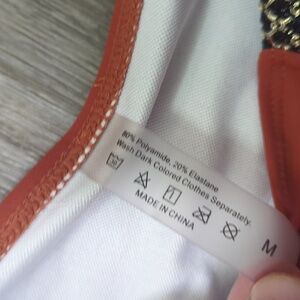 80% Polyamide, 20% Elastane
Wash Dark Colored Clothes Separately.
MADE IN CHINA
M